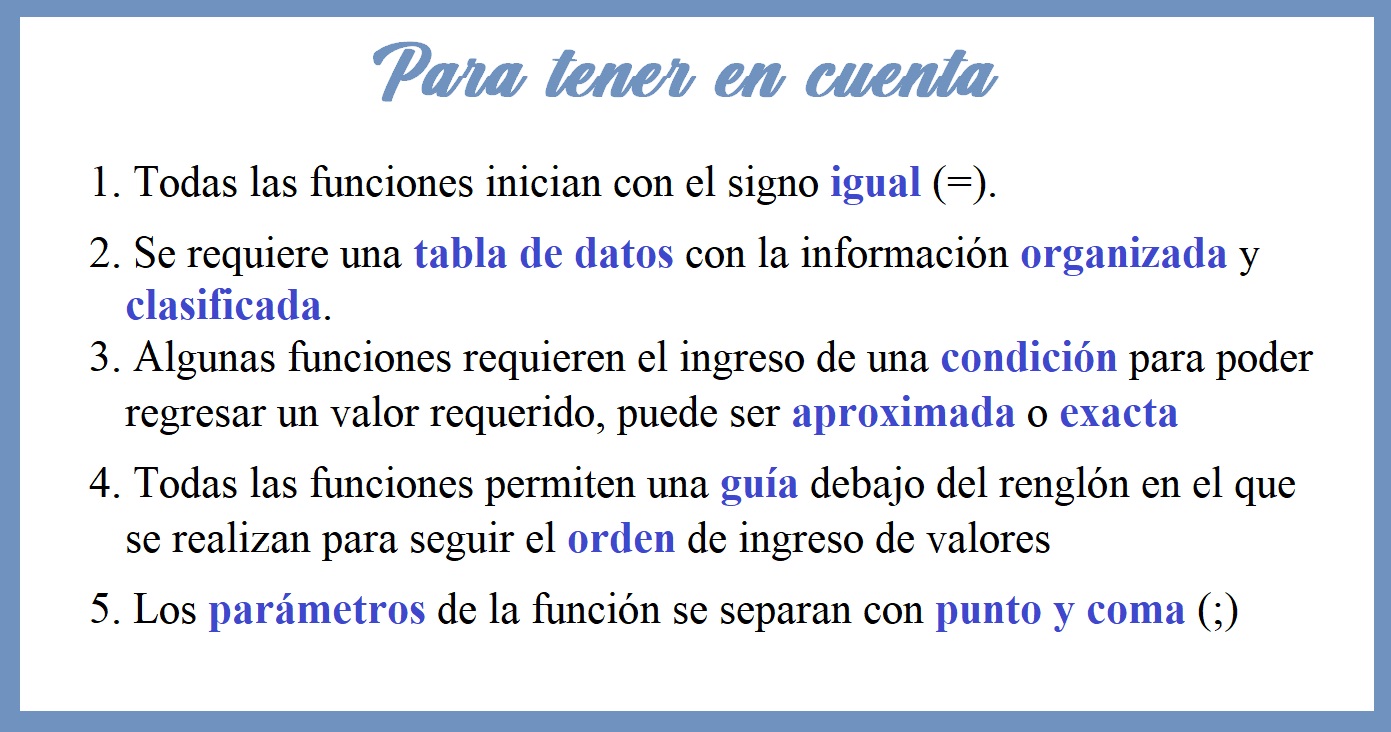 Para tener en cuenta
1. Todas las funciones inician con el signo igual (=).
2. Se requiere una tabla de datos con la información organizada y
clasificada.
3. Algunas funciones requieren el ingreso de una condición para poder
regresar un valor requerido, puede ser aproximada o exacta
4. Todas las funciones permiten una guía debajo del renglón en el que
se realizan para seguir el orden de ingreso de valores
5. Los parámetros de la función se separan con punto y coma (;)